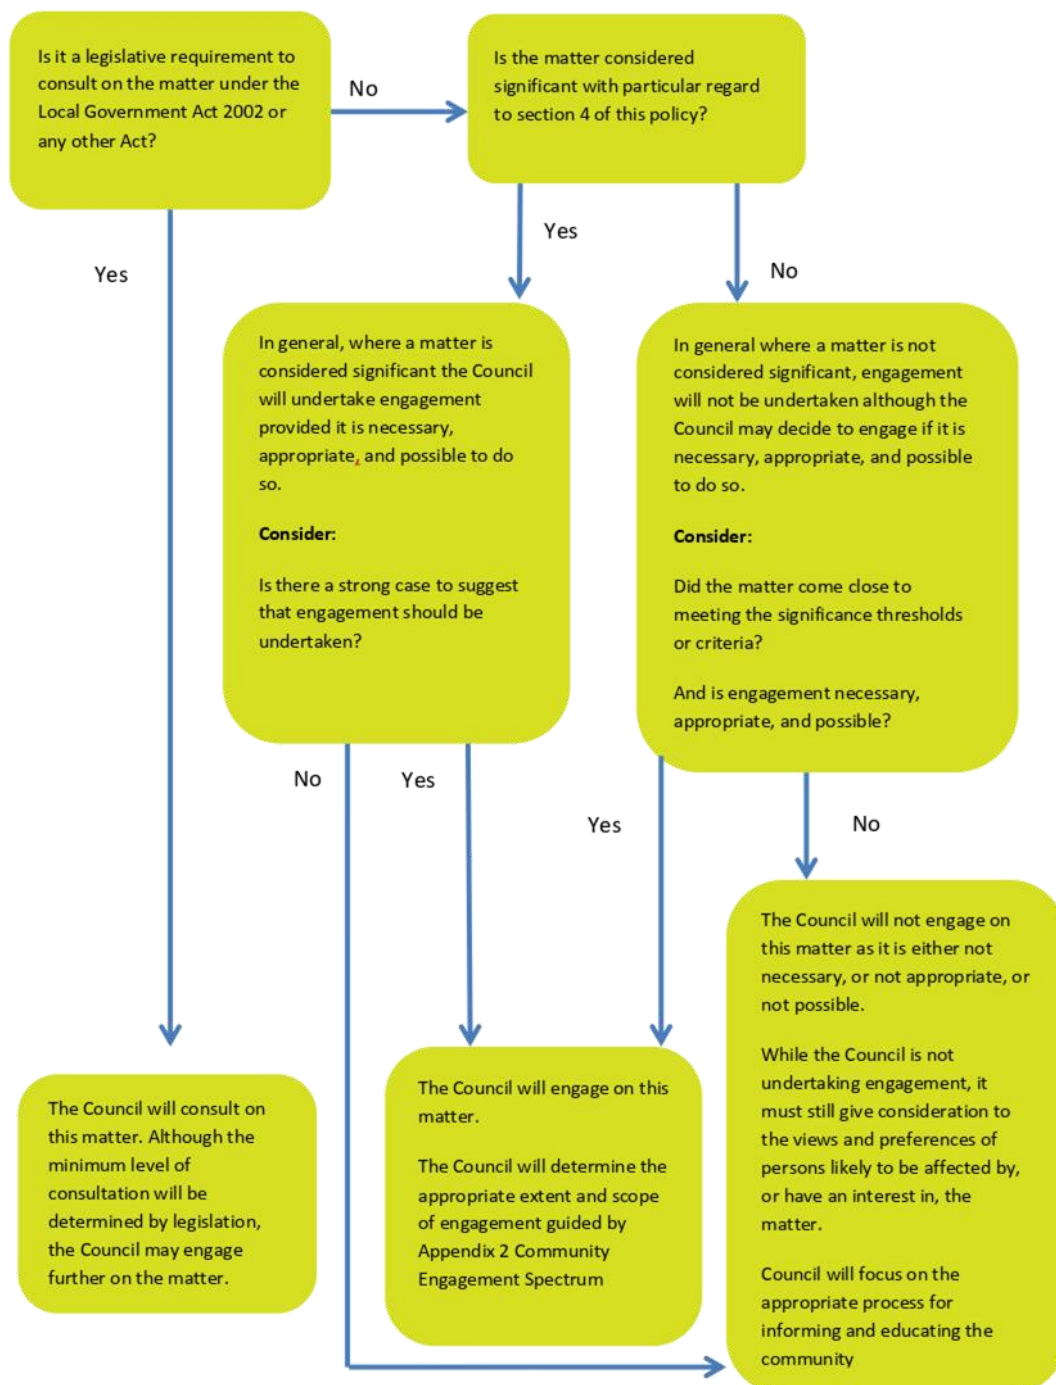 Is it a legislative requirement to
consult on the matter under the
Local Government Act 2002 or
any other Act?
No
Is the matter considered
significant with particular regard
to section 4 of this policy?
Yes
Yes
No
In general, where a matter is
considered significant the Council
will undertake engagement
provided it is necessary,
appropriate, and possible to do
so.
Consider:
Is there a strong case to suggest
that engagement should be
undertaken?
In general where a matter is not
considered significant, engagement
will not be undertaken although the
Council may decide to engage if it is
necessary, appropriate, and possible
to do so.
Consider:
Did the matter come close to
meeting the significance thresholds
or criteria?
And is engagement necessary,
appropriate, and possible?
No
Yes
Yes
No
The Council will consult on
this matter. Although the
minimum level of
consultation will be
determined by legislation,
the Council may engage
further on the matter.
The Council will engage on this
matter.
The Council will determine the
appropriate extent and scope
of engagement guided by
Appendix 2 Community
Engagement Spectrum
The Council will not engage on
this matter as it is either not
necessary, or not appropriate, or
not possible.
While the Council is not
undertaking engagement, it
must still give consideration to
the views and preferences of
persons likely to be affected by,
or have an interest in, the
matter.
Council will focus on the
appropriate process for
informing and educating the
community